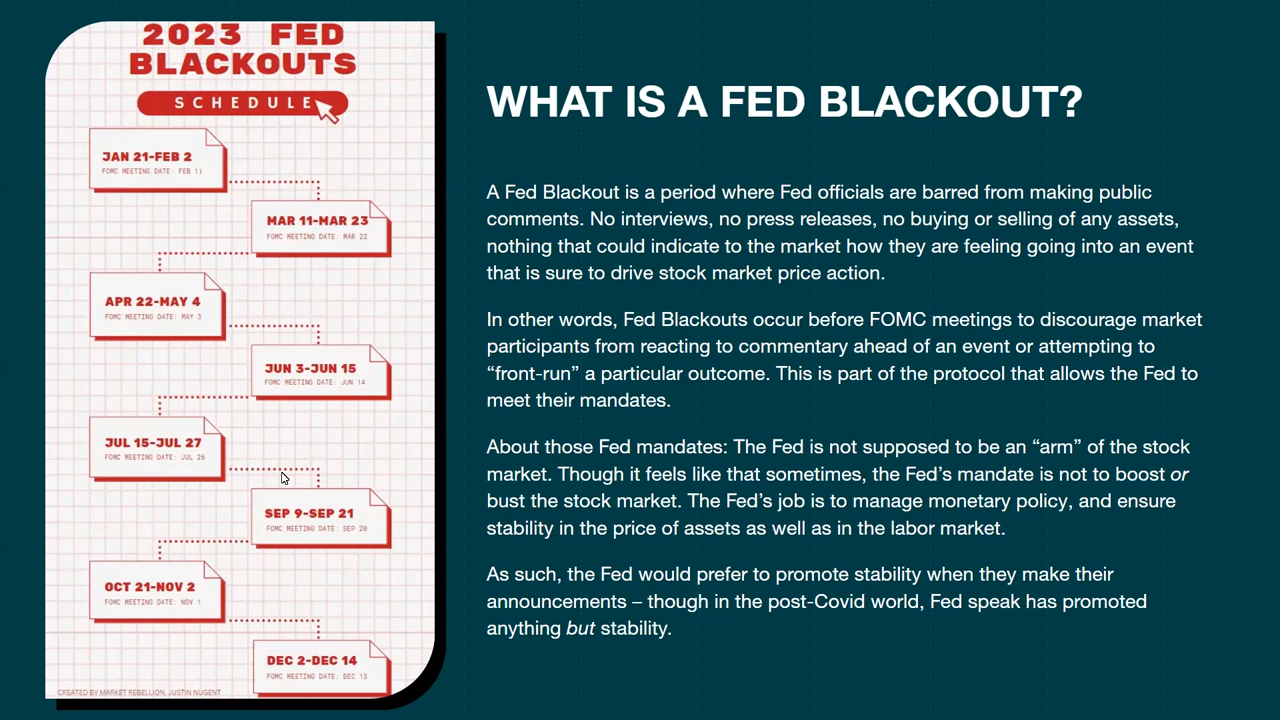 2023 FED
BLACKOUTS
SCHEDULE
JAN 21-FEB 2
FOMC MEETING DATE: FEB 1)
MAR 11-MAR 23
FOMC MEETING DATE: MAR 22
APR 22-MAY 4
FOMC MEETING DATE: MAY 3
JUN 3-JUN 15
FOMC MEETING DATE: JUN 14
JUL 15-JUL 27
FOMC MEETING DATE: JUL 26
SEP 9-SEP 21
FOMC MEETING DATE: SEP 20
OCT 21-NOV 2
FOMC MEETING DATE: NOV 1
DEC 2-DEC 14
FOMC MEETING DATE: DEC 13
CREATED BY MARKET REBELLION, JUSTIN NUGENT
WHAT IS A FED BLACKOUT?
A Fed Blackout is a period where Fed officials are barred from making public
comments. No interviews, no press releases, no buying or selling of any assets,
nothing that could indicate to the market how they are feeling going into an event
that is sure to drive stock market price action.
In other words, Fed Blackouts occur before FOMC meetings to discourage market
participants from reacting to commentary ahead of an event or attempting to
“front-run” a particular outcome. This is part of the protocol that allows the Fed to
meet their mandates.
About those Fed mandates: The Fed is not supposed to be an “arm” of the stock
market. Though it feels like that sometimes, the Fed’s mandate is not to boost or
bust the stock market. The Fed’s job is to manage monetary policy, and ensure
stability in the price of assets as well as in the labor market.
As such, the Fed would prefer to promote stability when they make their
announcements – though in the post-Covid world, Fed speak has promoted
anything but stability.